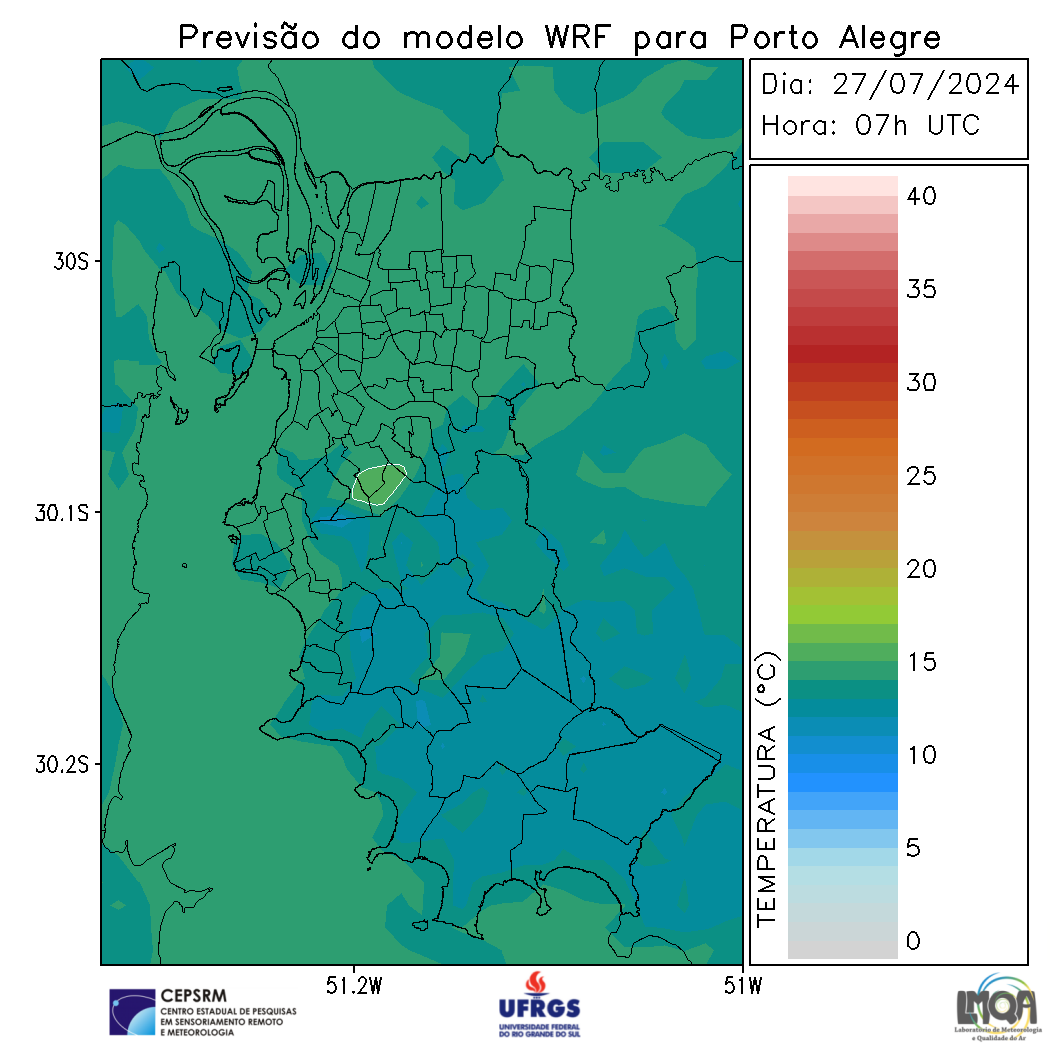 Previsão do modelo WRF para Porto Alegre
Dia: 27/07/2024
Hora: 07h UTC
40
35
30
25
20
15
10
5
0
TEMPERATURA (°C)
30S
30.1S
30.2S
51.2W
51W
CEPSRM
CENTRO ESTADUAL DE PESQUISAS
EM SENSORIAMENTO REMOTO
E METEOROLOGIA
UFRGS
UNIVERSIDADE FEDERAL
DO RIO GRANDE DO SUL
LMQA
Laboratório de Meteorologia
e Qualidade do Ar